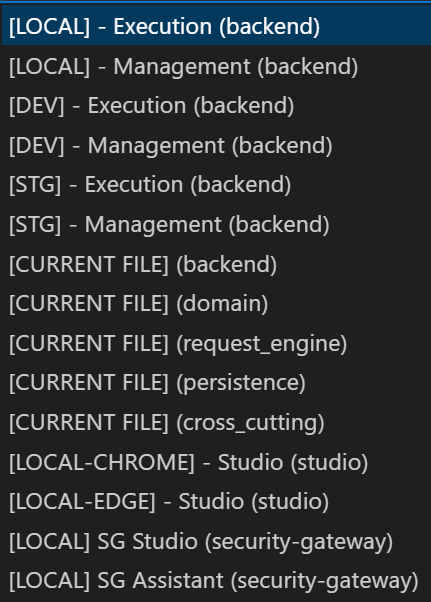 [LOCAL] - Execution (backend)
[LOCAL] - Management (backend)
[DEV] - Execution (backend)
[DEV] - Management (backend)
[STG] - Execution (backend)
[STG] - Management (backend)
[CURRENT FILE] (backend)
[CURRENT FILE] (domain)
[CURRENT FILE] (request_engine)
[CURRENT FILE] (persistence)
[CURRENT FILE] (cross_cutting)
[LOCAL-CHROME] - Studio (studio)
[LOCAL-EDGE] - Studio (studio)
[LOCAL] SG Studio (security-gateway)
[LOCAL] SG Assistant (security-gateway)